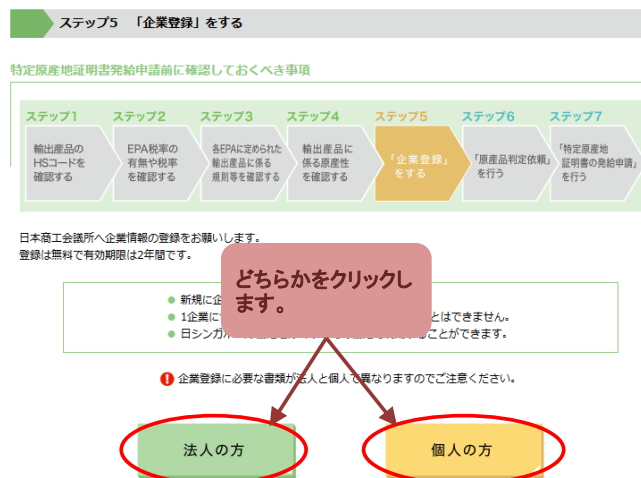 ステップ5 「企業登録」をする
特定原産地証明書発給申請前に確認しておくべき事項
ステップ1
輸出産品の
HSコードを
確認する
ステップ2
EPA税率の
有無や税率
を確認する
ステップ3
各EPAに定められた
輸出産品に係る
規則等を確認する
ステップ4
輸出産品に
係る原産性
を確認する
ステップ5
「企業登録」
をする
ステップ6
「原産品判定依頼」
を行う
ステップ7
「特定原産地
証明書の発給申請」
を行う
日本商工会議所へ企業情報の登録をお願いします。
登録は無料で有効期限は2年間です。
どちらかをクリックし
ます。
新規に企
1企業に とはできません。
日シンガポ ることができます。
企業登録に必要な書類が法人と個人で異なりますのでご注意ください。
法人の方
個人の方